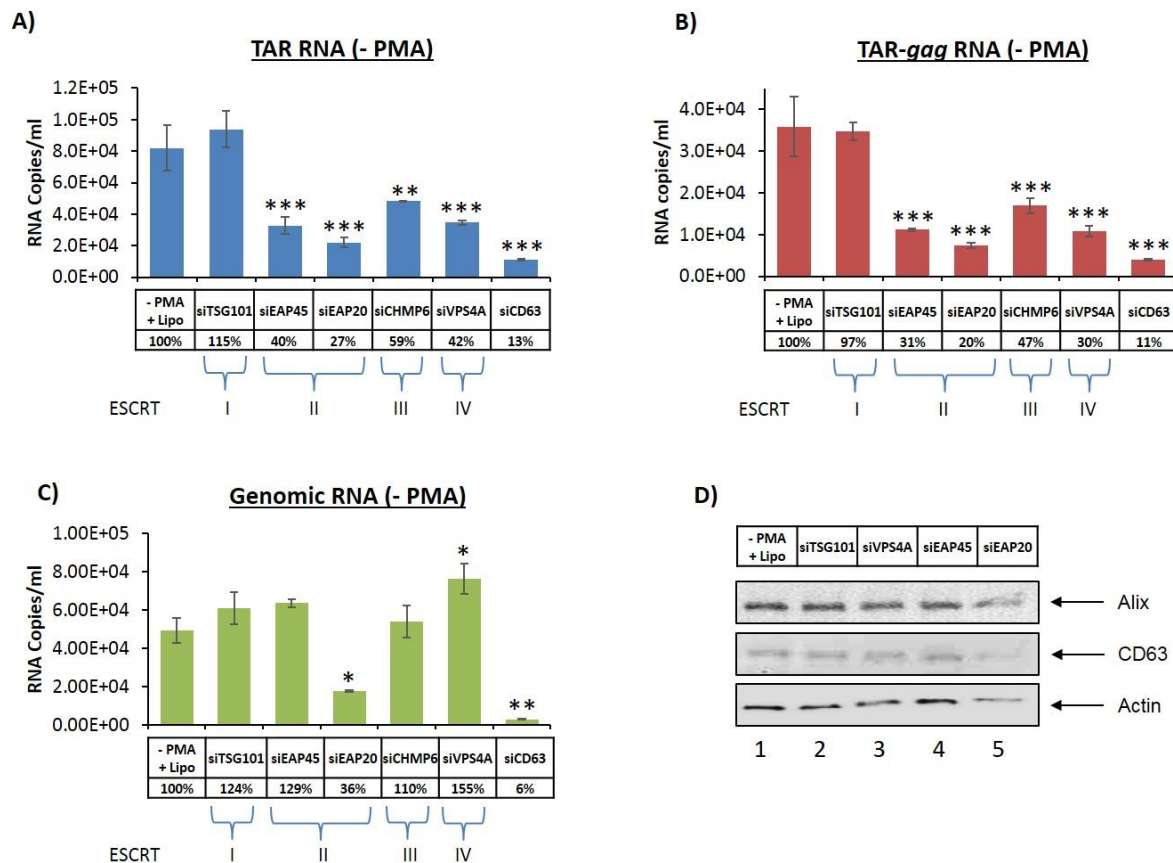 A)
TAR RNA (- PMA)
RNA Copies/ml
1.2E+05
1.0E+05
8.0E+04
6.0E+04
4.0E+04
2.0E+04
0.0E+00
*** *** ** *** ***
- PMA + Lipo siTSG101 siEAP45 siEAP20 siCHMP6 siVPS4A siCD63
100% 115% 40% 27% 59% 42% 13%
ESCRT I II III IV
B)
TAR-gag RNA (- PMA)
RNA copies/ml
4.0E+04
3.0E+04
2.0E+04
1.0E+04
0.0E+00
*** *** *** *** ***
- PMA + Lipo siTSG101 siEAP45 siEAP20 siCHMP6 siVPS4A siCD63
100% 97% 31% 20% 47% 30% 11%
ESCRT I II III IV
C)
Genomic RNA (- PMA)
RNA Copies/ml
1.00E+05
8.00E+04
6.00E+04
4.00E+04
2.00E+04
0.00E+00
* * **
- PMA + Lipo siTSG101 siEAP45 siEAP20 siCHMP6 siVPS4A siCD63
100% 124% 129% 36% 110% 155% 6%
ESCRT I II III IV
D)
- PMA + Lipo siTSG101 siVPS4A siEAP45 siEAP20
Alix
CD63
Actin
1 2 3 4 5